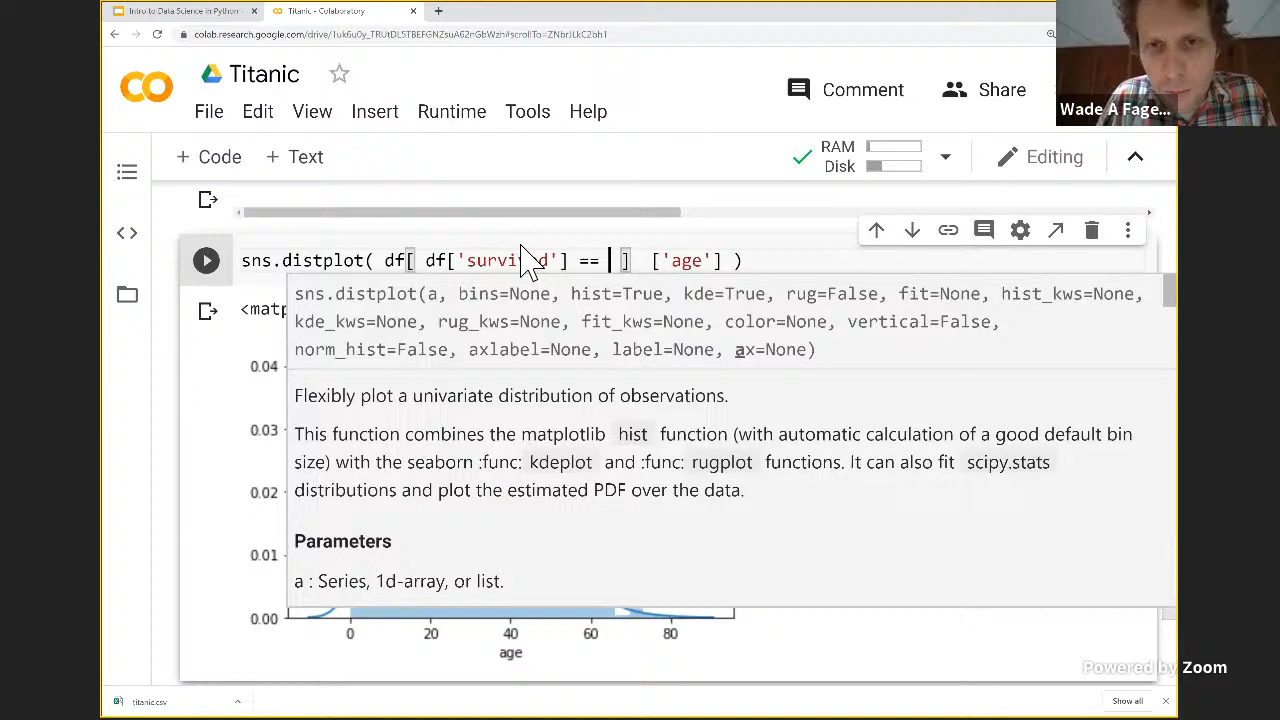 Intro to Data Science in Python
Titanic - Colaboratory
colab.research.google.com/drive/1uk6u0y_TRUtDL5TBEFGNZsuA62nGbWzh#scrollTo=ZNbrJLkC2bh1
Titanic
Comment
Share
Wade A Fage...
File Edit View Insert Runtime Tools Help
+ Code + Text
RAM
Disk
Editing
sns.distplot( df[ df['survived'] == ] ['age'] )
<matp
sns.distplot(a, bins=None, hist=True, kde=True, rug=False, fit=None, hist_kws=None,
kde_kws=None, rug_kws=None, fit_kws=None, color=None, vertical=False,
norm_hist=False, axlabel=None, label=None, ax=None)
0.04
Flexibly plot a univariate distribution of observations.
0.03
This function combines the matplotlib hist function (with automatic calculation of a good default bin
size) with the seaborn :func: kdeplot and :func: rugplot functions. It can also fit scipy.stats
0.02
distributions and plot the estimated PDF over the data.
Parameters
0.01
a : Series, 1d-array, or list.
0.00
0 20 40 60 80
age
Powered by Zoom
titanic.csv
Show all